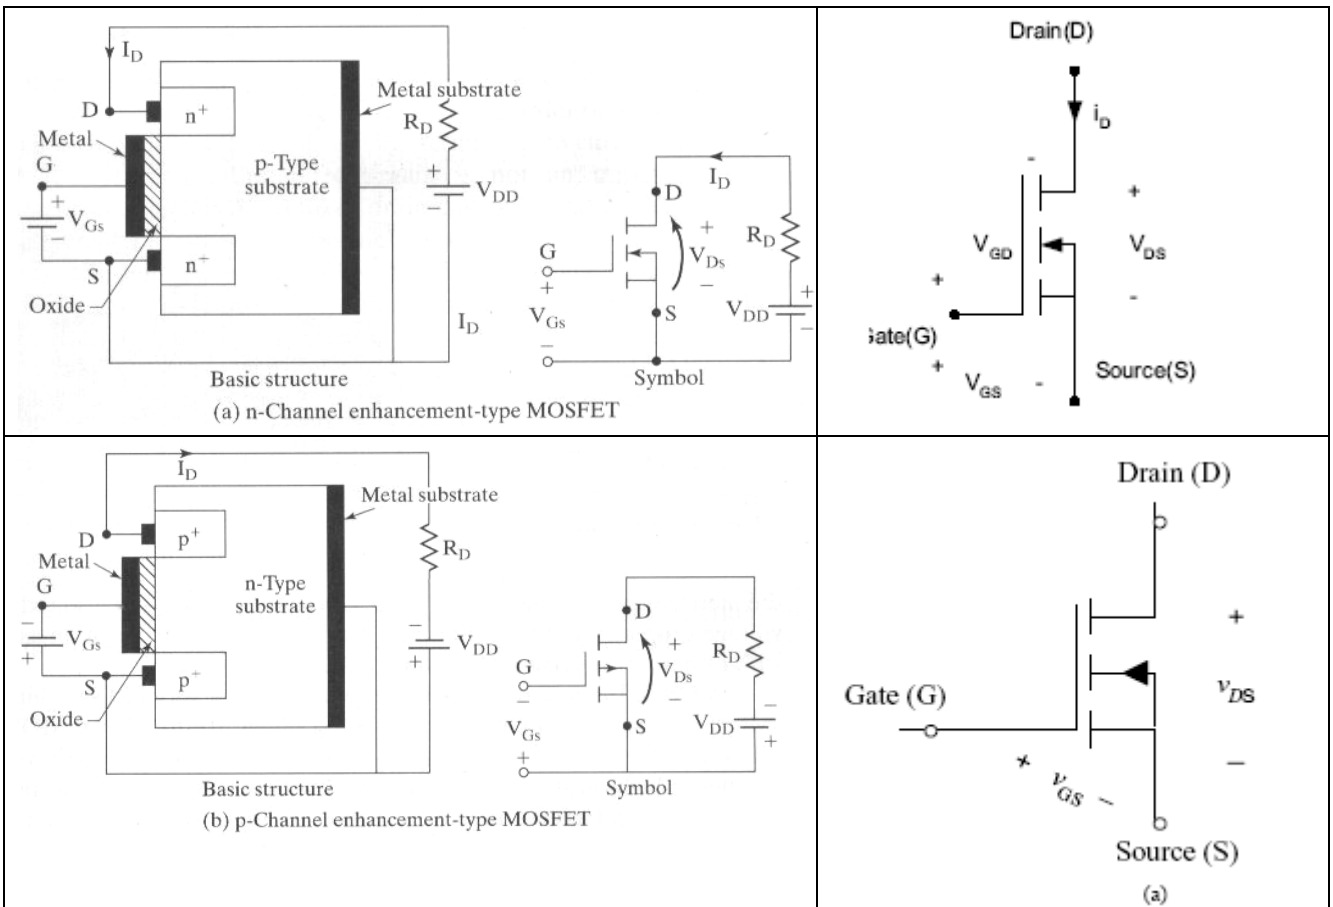 I_D
D
n+
Metal
G
+
V_Gs
−
S
n+
Oxide
p-Type
substrate
Metal substrate
R_D
+
V_DD
−
I_D
Basic structure
I_D
D
G
+
V_Ds
−
R_D
+
V_Gs
−
S
V_DD
+
−
Symbol
(a) n-Channel enhancement-type MOSFET
Drain(D)
i_D
-
+
V_GD
V_DS
+
-
ate(G)
+
V_GS
-
Source(S)
I_D
D
p+
Metal
G
−
V_Gs
+
S
p+
Oxide
n-Type
substrate
Metal substrate
R_D
−
V_DD
+
Basic structure
D
G
−
+
V_Ds
−
R_D
V_Gs
+
S
V_DD
−
+
Symbol
(b) p-Channel enhancement-type MOSFET
Drain (D)
+
v_DS
−
Gate (G)
+
v_GS
−
Source (S)
(a)